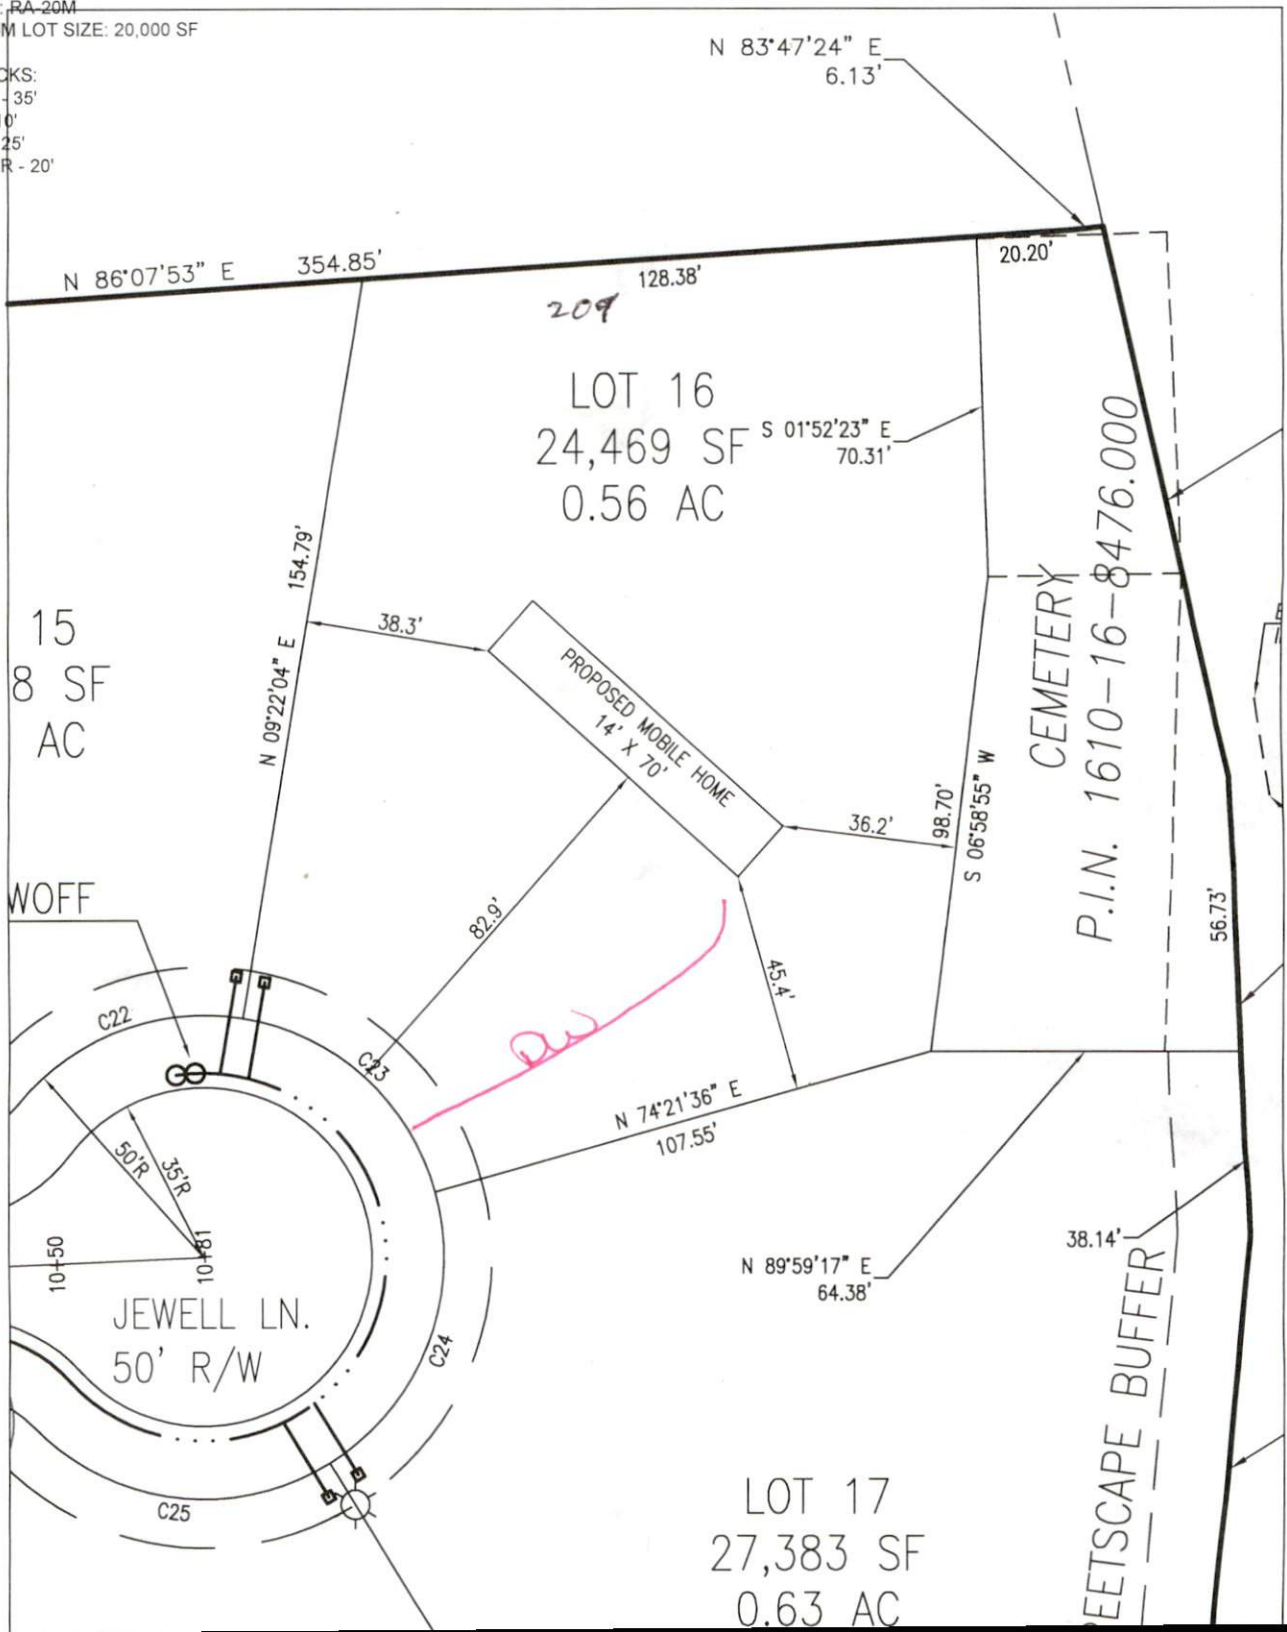 : RA-20M
M LOT SIZE: 20,000 SF
CKS:
- 35'
10'
25'
R - 20'
N 83°47'24" E
6.13'
N 86°07'53" E
354.85'
128.38'
20.20'
209
LOT 16
24,469 SF
0.56 AC
S 01°52'23" E
70.31'
CEMETERY
P.I.N. 1610-16-8476.000
N 09°22'04" E 154.79'
38.3'
15
8 SF
AC
PROPOSED MOBILE HOME
14' X 70'
36.2'
98.70'
S 06°58'55" W
82.9'
45.4'
56.73'
WOFF
C22
C23
DW
N 74°21'36" E
107.55'
50'R
35'R
10+50
10+81
N 89°59'17" E
64.38'
38.14'
JEWELL LN.
50' R/W
C24
C25
EETSCAPE BUFFER
LOT 17
27,383 SF
0.63 AC